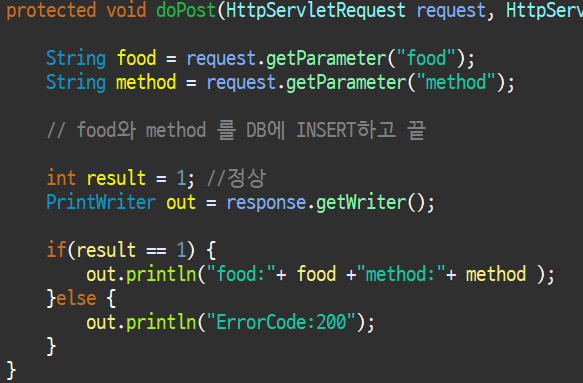 protected void doPost(HttpServletRequest request, HttpServ
String food = request.getParameter("food");
String method = request.getParameter("method");
// food와 method 를 DB에 INSERT하고 끝
int result = 1; //정상
PrintWriter out = response.getWriter();
if(result == 1) {
out.println("food:"+ food +"method:"+ method );
}else {
out.println("ErrorCode:200");
}
}